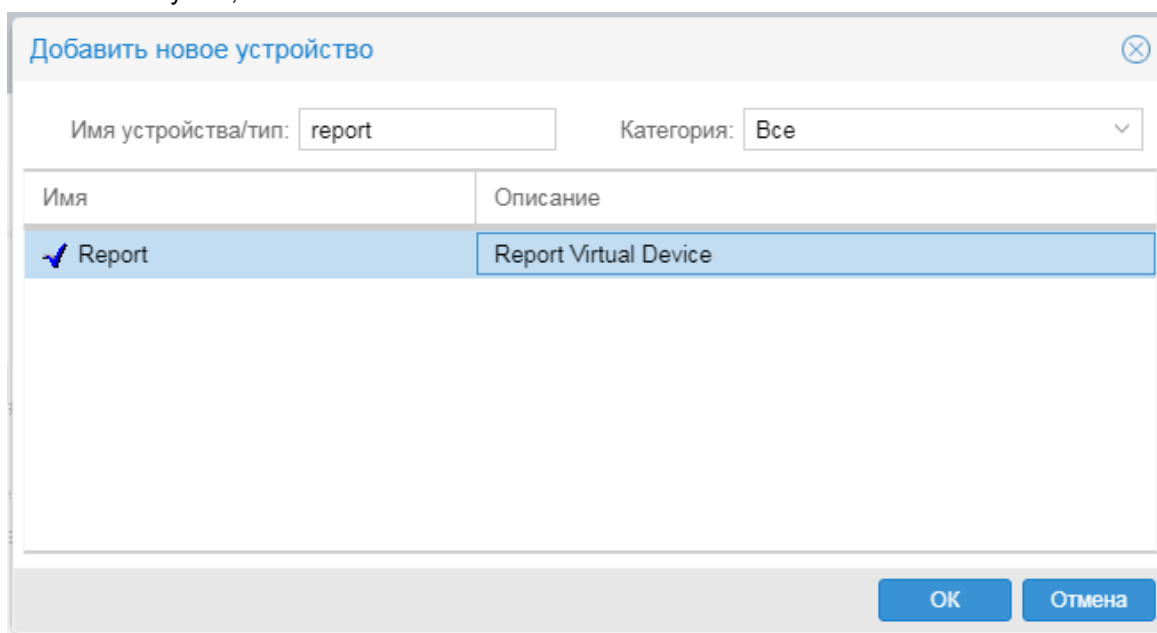 Добавить новое устройство
Имя устройства/тип: report Категория: Все
Имя Описание
Report Report Virtual Device
OK Отмена